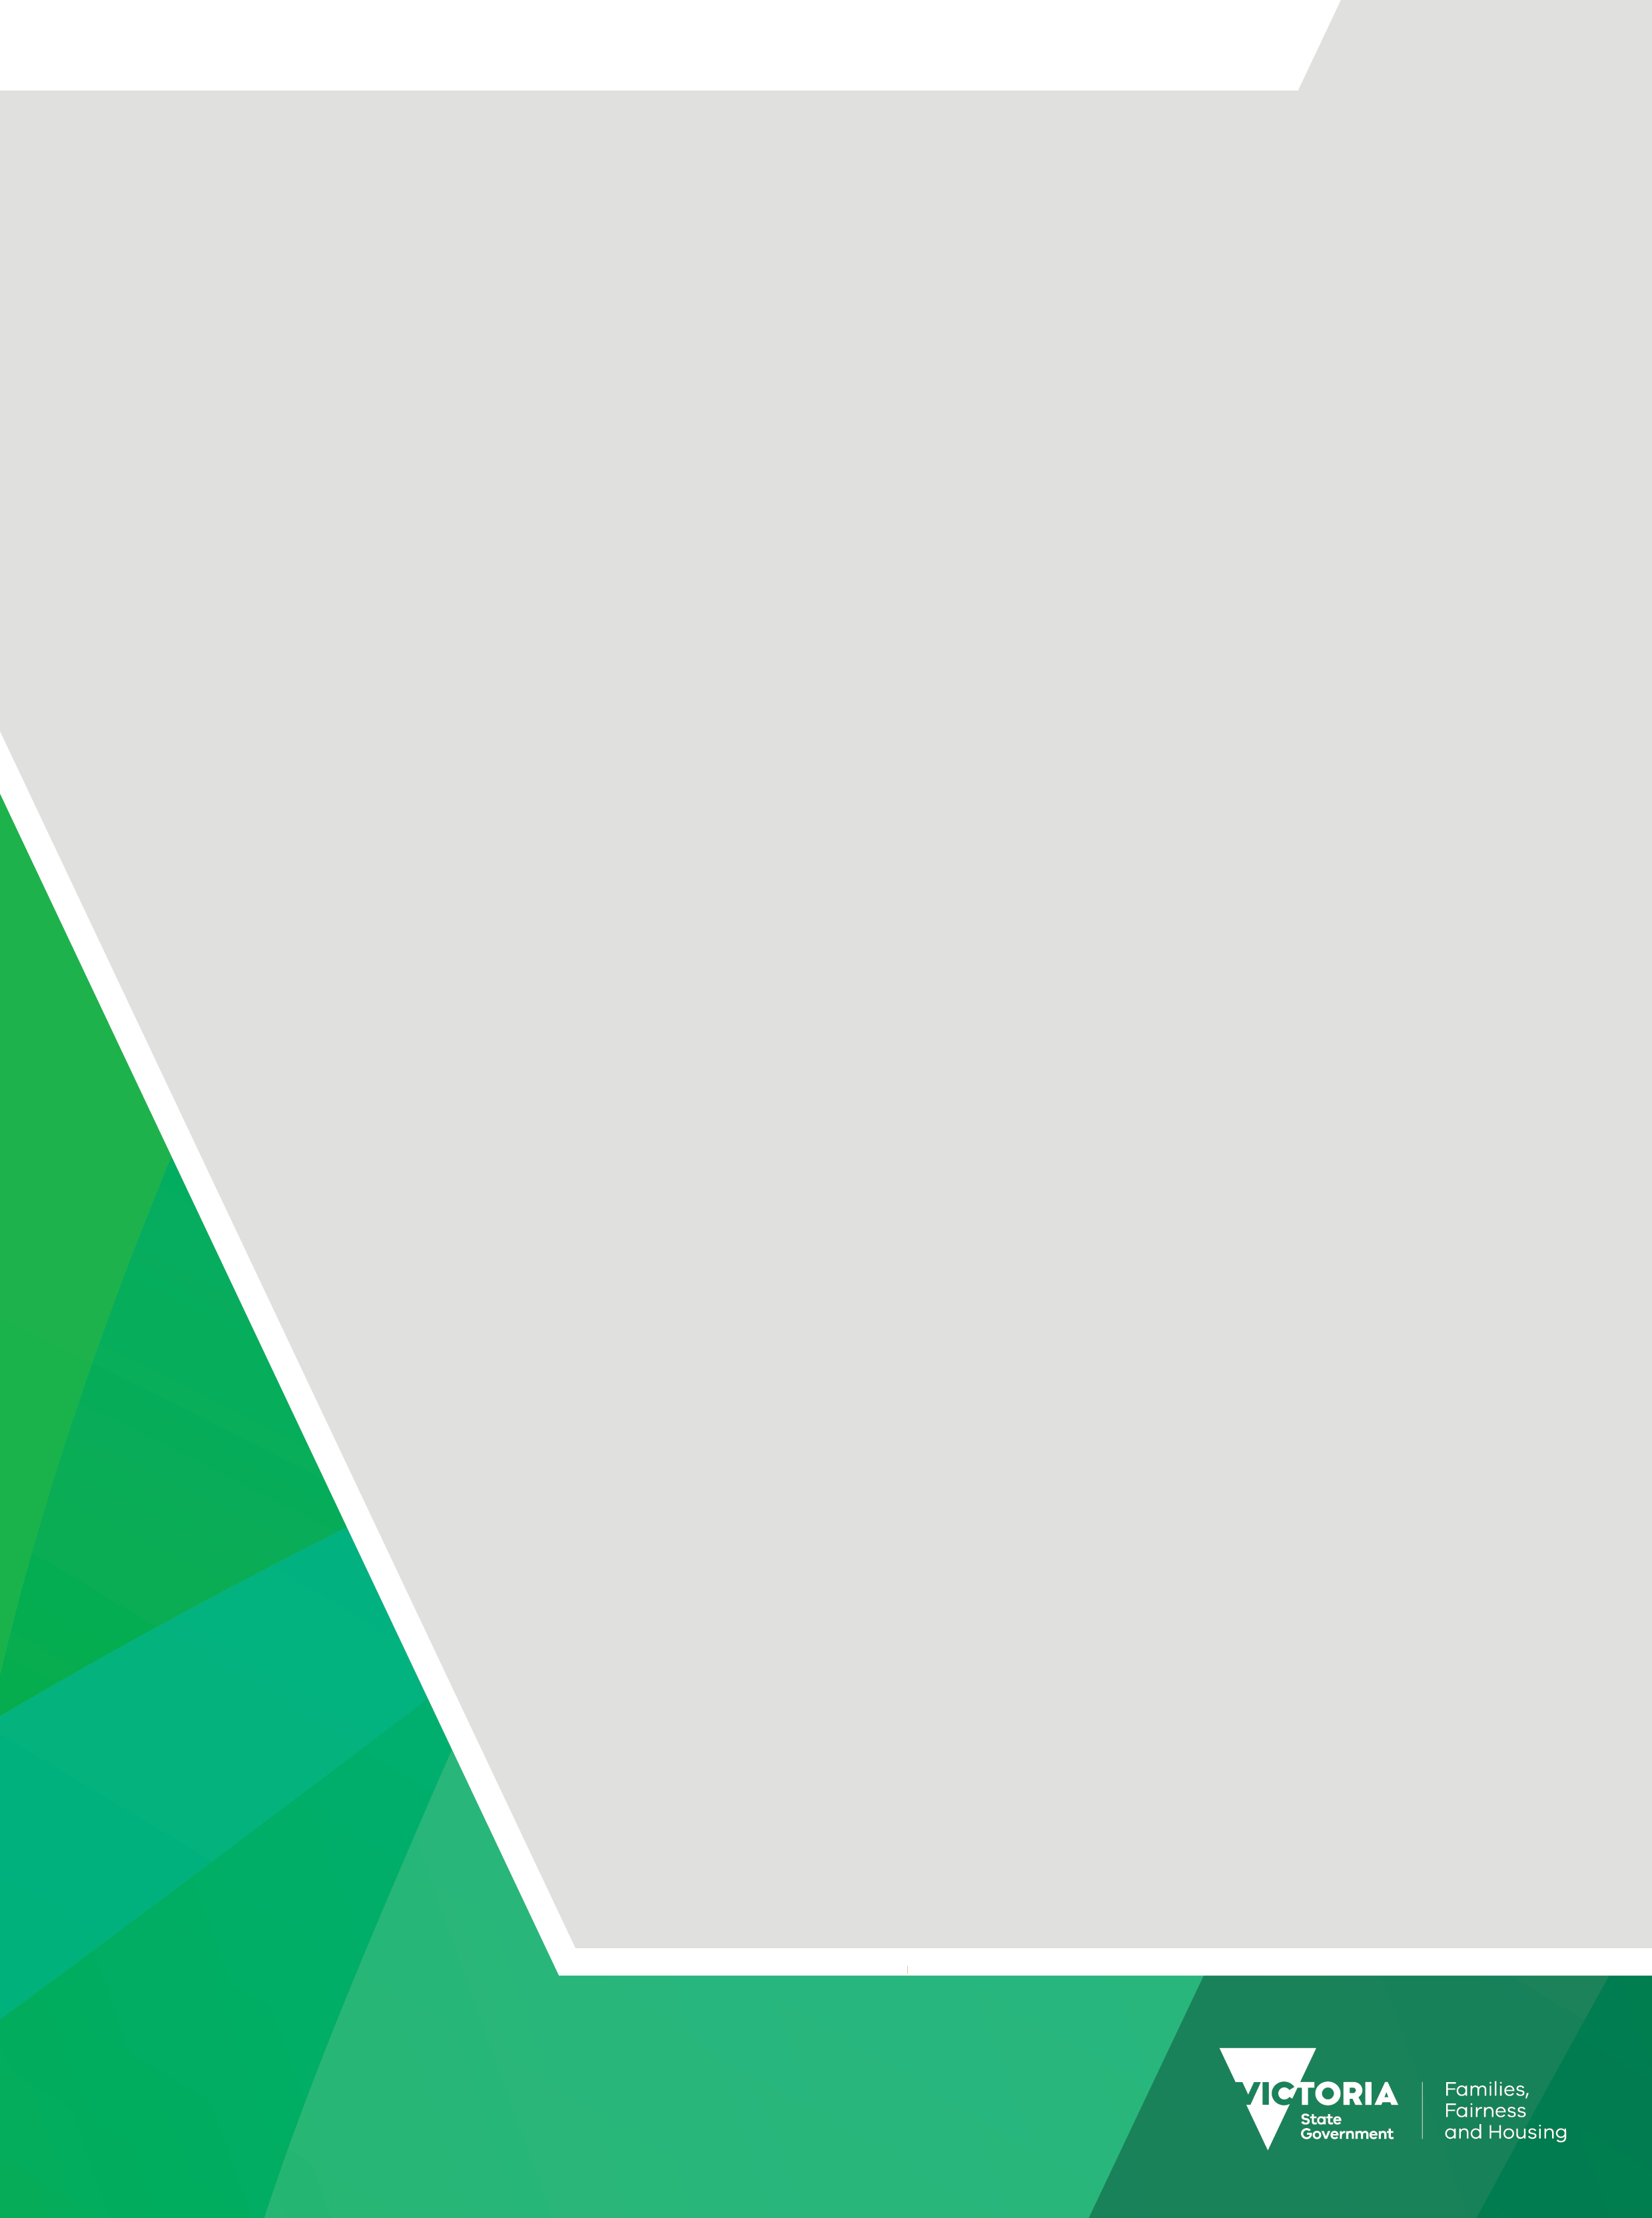 VICTORIA
State
Government
Families,
Fairness
and Housing